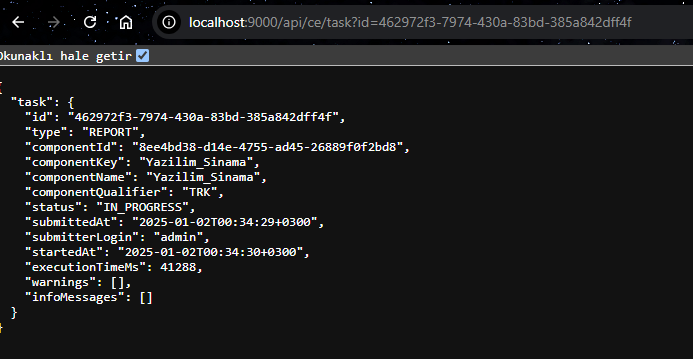 localhost:9000/api/ce/task?id=462972f3-7974-430a-83bd-385a842dff4f
Okunaklı hale getir
{
"task": {
"id": "462972f3-7974-430a-83bd-385a842dff4f",
"type": "REPORT",
"componentId": "8ee4bd38-d14e-4755-ad45-26889f0f2bd8",
"componentKey": "Yazilim_Sinama",
"componentName": "Yazilim_Sinama",
"componentQualifier": "TRK",
"status": "IN_PROGRESS",
"submittedAt": "2025-01-02T00:34:29+0300",
"submitterLogin": "admin",
"startedAt": "2025-01-02T00:34:30+0300",
"executionTimeMs": 41288,
"warnings": [],
"infoMessages": []
}
}